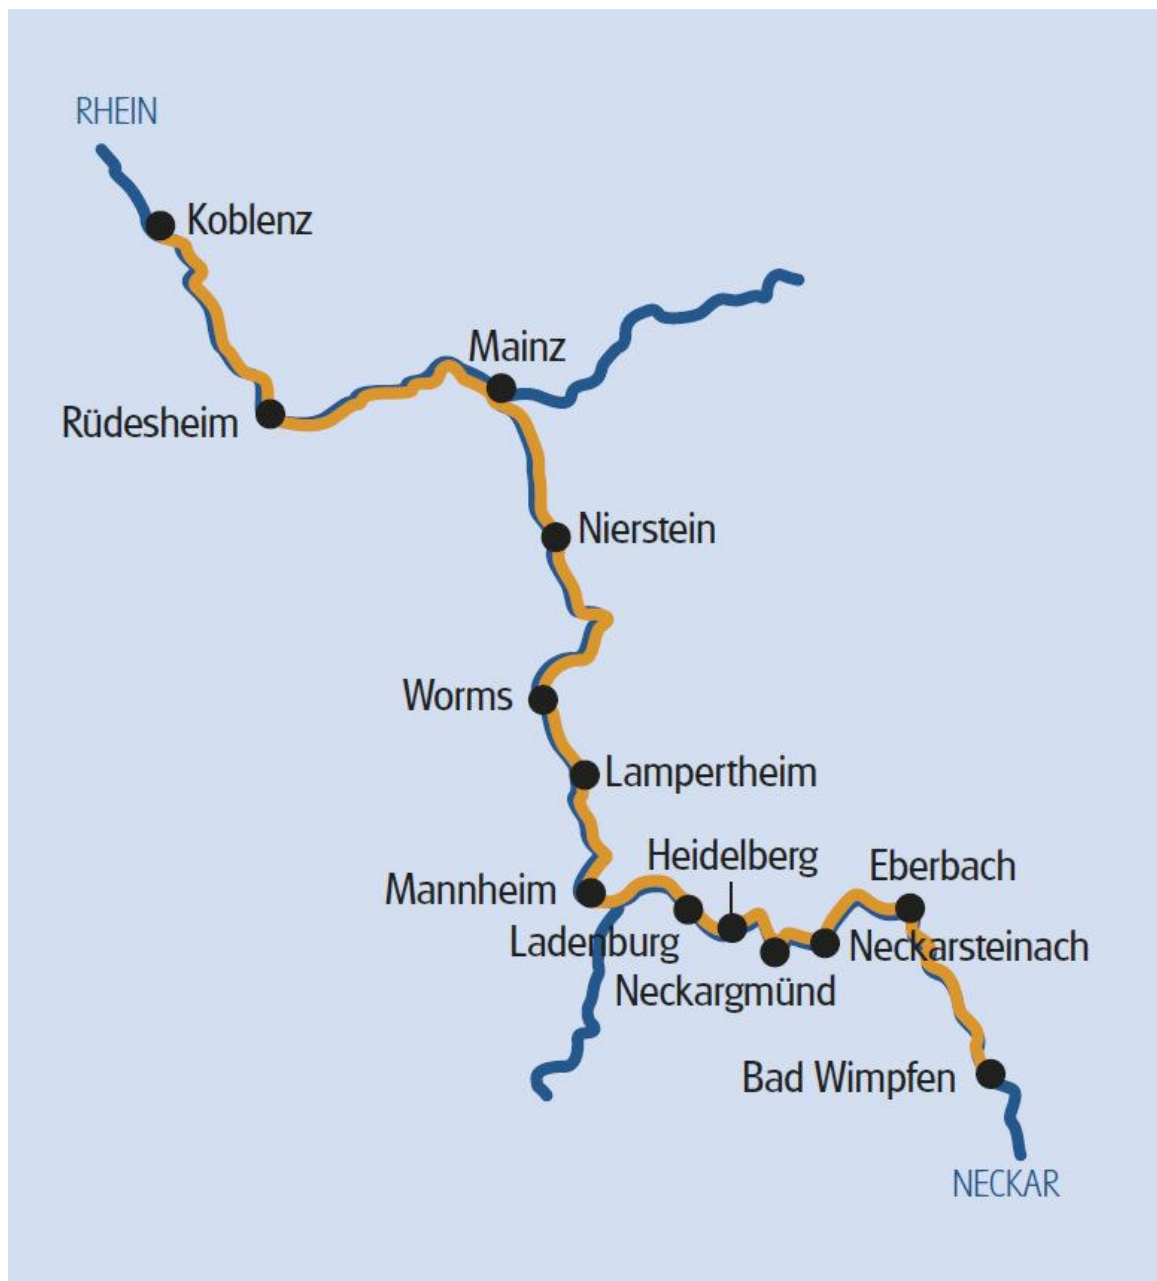 RHEIN
Koblenz
Mainz
Rüdesheim
Nierstein
Worms
Lampertheim
Heidelberg
Eberbach
Mannheim
Ladenburg
Neckarsteinach
Neckargmünd
Bad Wimpfen
NECKAR